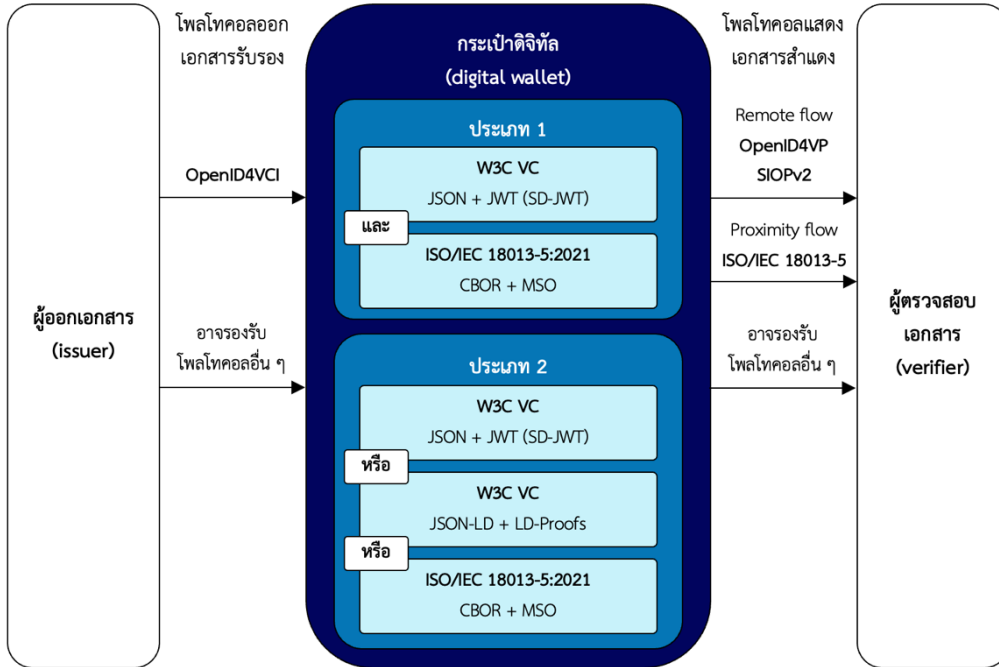 ผู้ออกเอกสาร
(issuer)
โพลโทคอลออก
เอกสารรับรอง
OpenID4VCI
อาจรองรับ
โพลโทคอลอื่น ๆ
กระเป๋าดิจิทัล
(digital wallet)
ประเภท 1
W3C VC
JSON + JWT (SD-JWT)
และ
ISO/IEC 18013-5:2021
CBOR + MSO
ประเภท 2
W3C VC
JSON + JWT (SD-JWT)
หรือ
W3C VC
JSON-LD + LD-Proofs
หรือ
ISO/IEC 18013-5:2021
CBOR + MSO
โพลโทคอลแสดง
เอกสารสำแดง
Remote flow
OpenID4VP
SIOPv2
Proximity flow
ISO/IEC 18013-5
อาจรองรับ
โพลโทคอลอื่น ๆ
ผู้ตรวจสอบ
เอกสาร
(verifier)